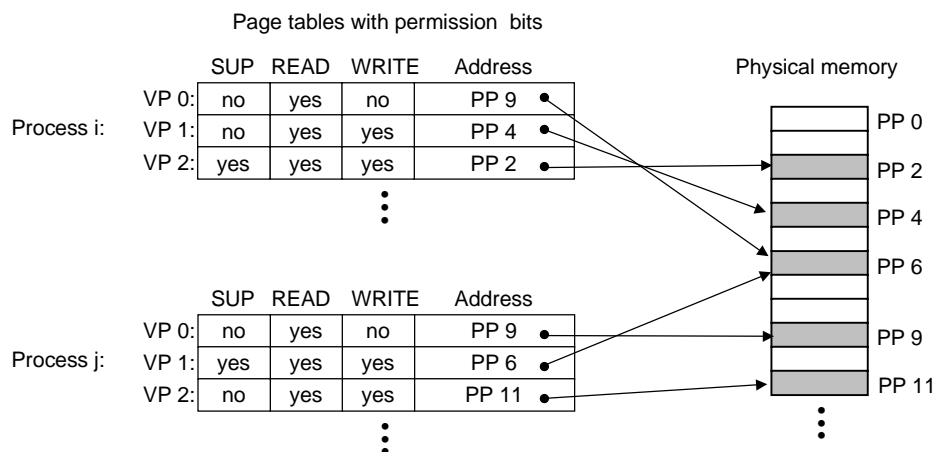 Page tables with permission bits
SUP READ WRITE Address
Physical memory
Process i:
VP 0: no yes no PP 9
VP 1: no yes yes PP 4
VP 2: yes yes yes PP 2
PP 0
PP 2
PP 4
PP 6
PP 9
PP 11
SUP READ WRITE Address
Process j:
VP 0: no yes no PP 9
VP 1: yes yes yes PP 6
VP 2: no yes yes PP 11